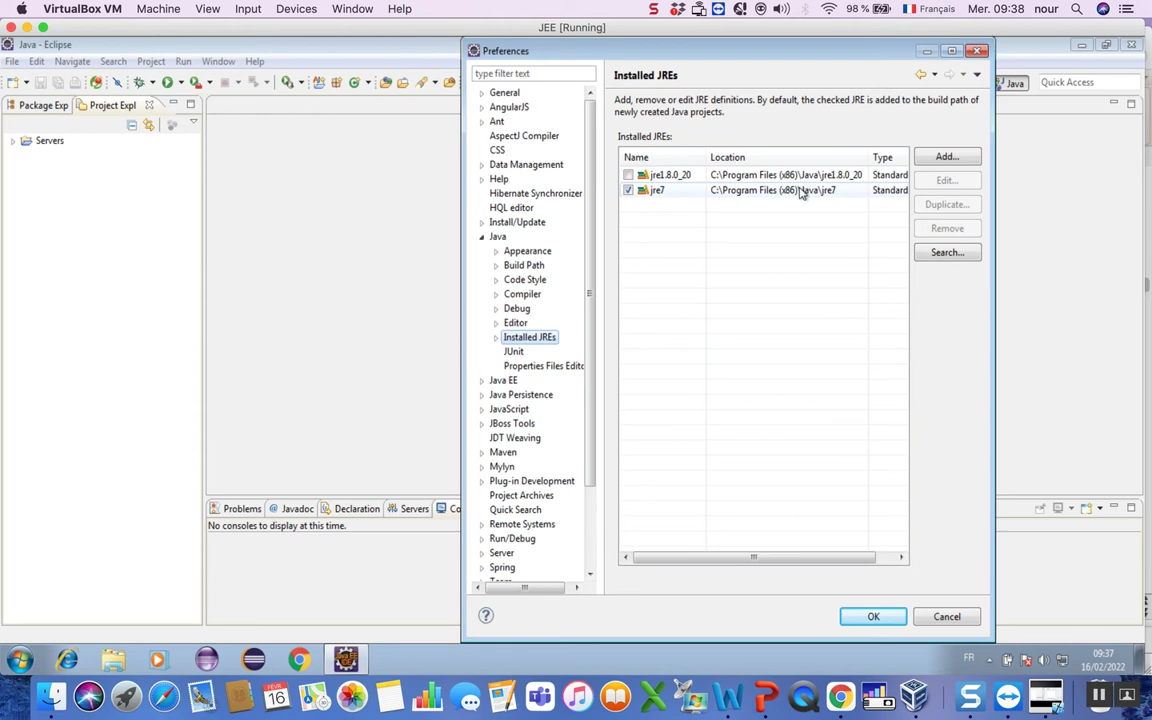 VirtualBox VM Machine View Input Devices Window Help 98 % Français Mer. 09:38 nour
JEE [Running]
Java - Eclipse
File Edit Navigate Search Project Run Window Help
Java Quick Access
Package Exp Project Expl
Servers
Preferences
type filter text
General
AngularJS
Ant
AspectJ Compiler
CSS
Data Management
Help
Hibernate Synchronizer
HQL editor
Install/Update
Java
Appearance
Build Path
Code Style
Compiler
Debug
Editor
Installed JREs
JUnit
Properties Files Edito
Java EE
Java Persistence
JavaScript
JBoss Tools
JDT Weaving
Maven
Mylyn
Plug-in Development
Project Archives
Quick Search
Remote Systems
Run/Debug
Server
Spring
Installed JREs
Add, remove or edit JRE definitions. By default, the checked JRE is added to the build path of
newly created Java projects.
Installed JREs:
Name Location Type
jre1.8.0_20 C:\Program Files (x86)\Java\jre1.8.0_20 Standard
jre7 C:\Program Files (x86)\Java\jre7 Standard
Add...
Edit...
Duplicate...
Remove
Search...
OK Cancel
Problems Javadoc Declaration Servers Co
No consoles to display at this time.
FR 09:37
16/02/2022
FÉVR
16